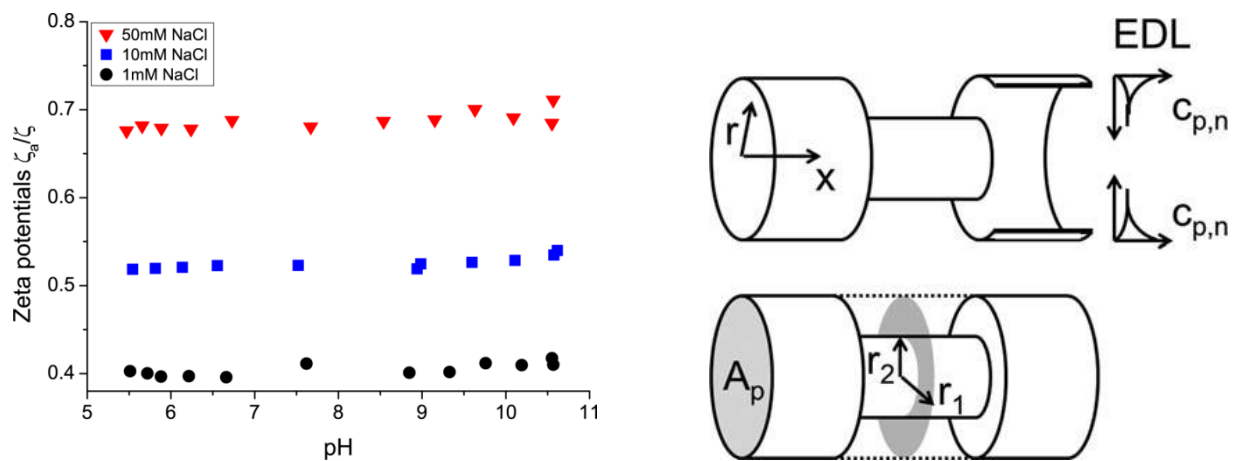 Zeta potentials ζa/ζ
0.8
0.7
0.6
0.5
0.4
50mM NaCl
10mM NaCl
1mM NaCl
5 6 7 8 9 10 11
pH
EDL
r
x
cp,n
cp,n
Ap
r2
r1